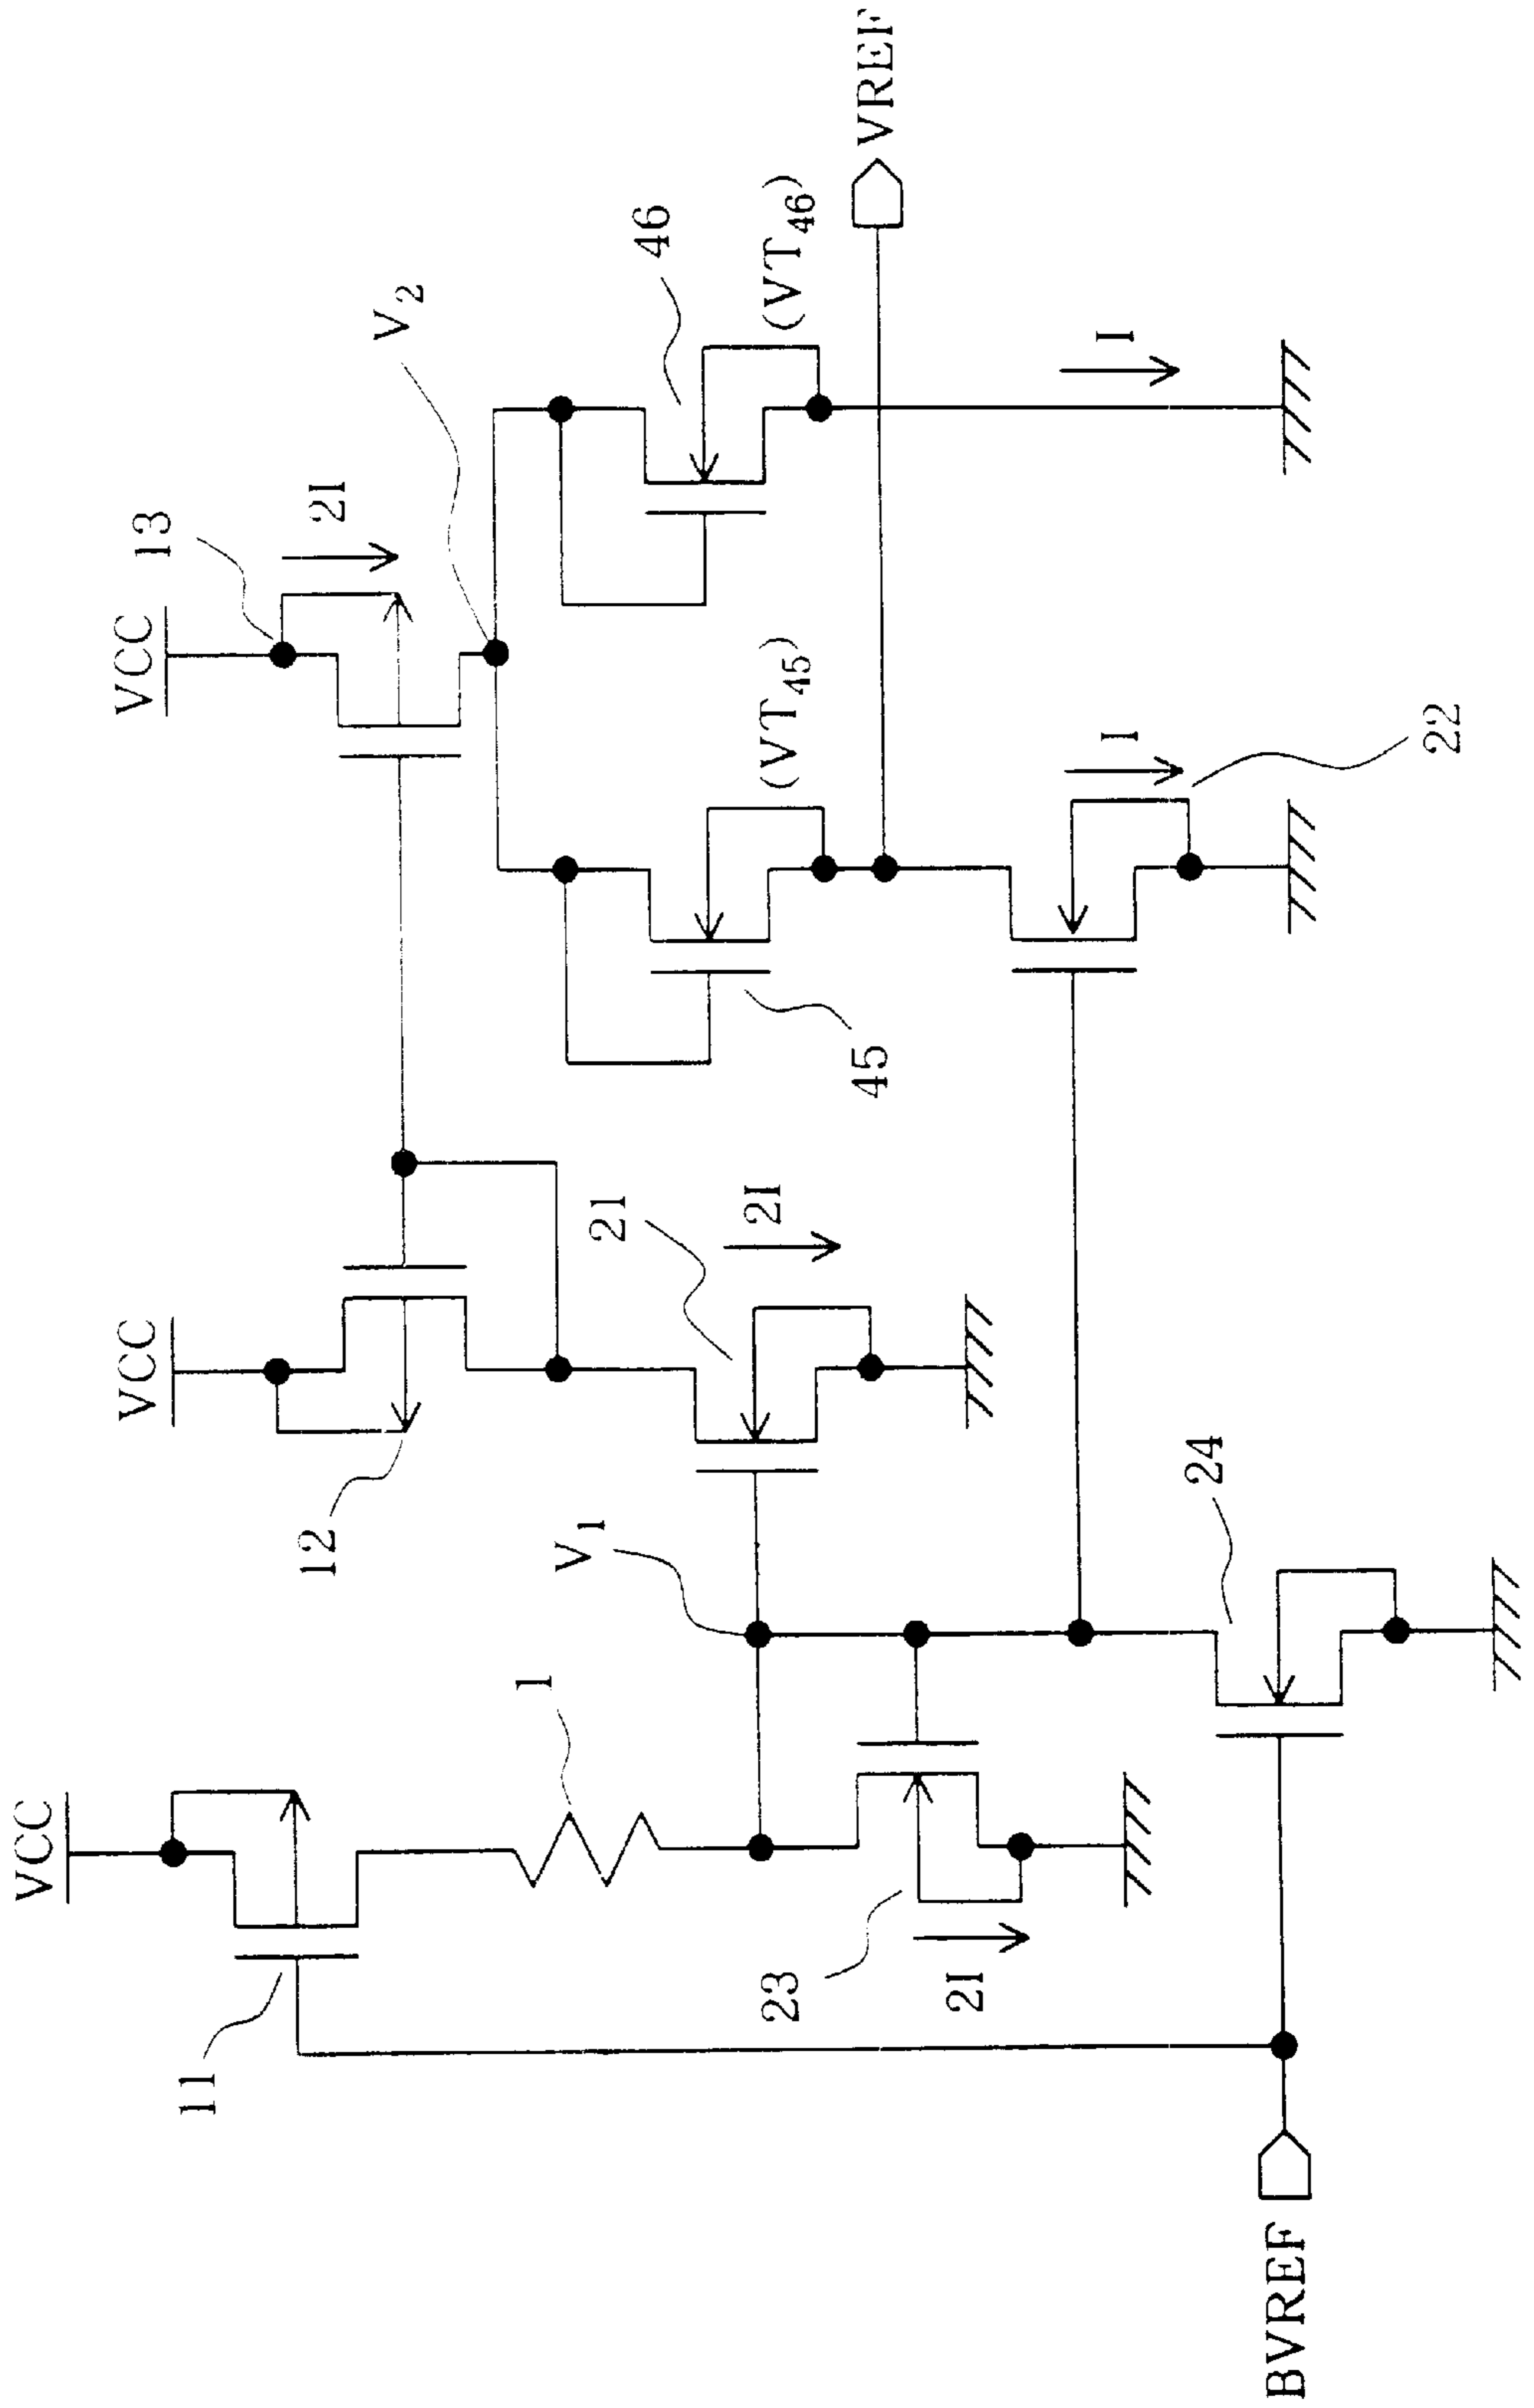 VCC
11
1
VCC
12
VCC
13
2I
V2
V1
21
2I
23
2I
45
(VT45)
46
(VT46)
VREF
I
I
22
24
BVREF